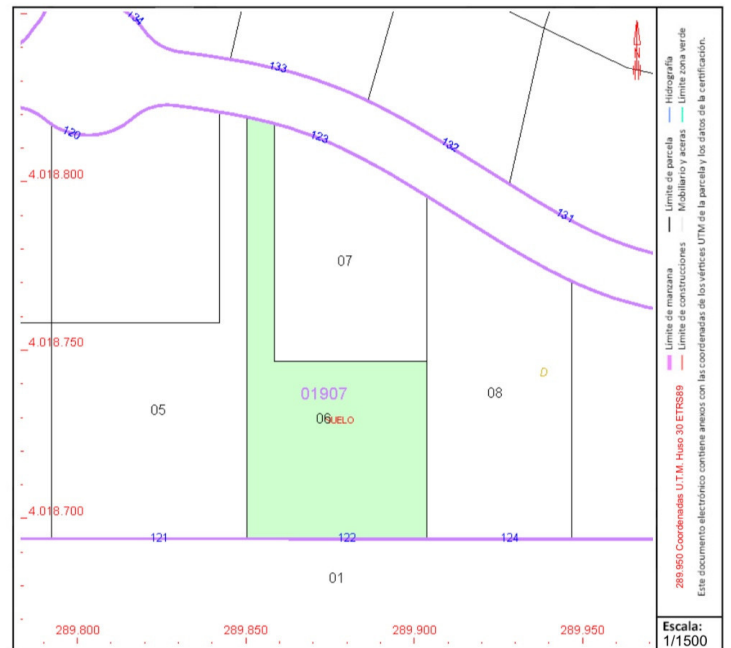 134
133
120
123
132
4.018.800
131
07
4.018.750
D
01907
08
05
06
SUELO
4.018.700
121
122
124
01
289.800
289.850
289.900
289.950
289.950 Coordenadas U.T.M. Huso 30 ETRS89
Límite de manzana
Límite de parcela
Hidrografía
Límite de construcciones
Mobiliario y aceras
Límite zona verde
Este documento electrónico contiene anexos con las coordenadas de los vértices UTM de la parcela y los datos de la certificación.
Escala:
1/1500